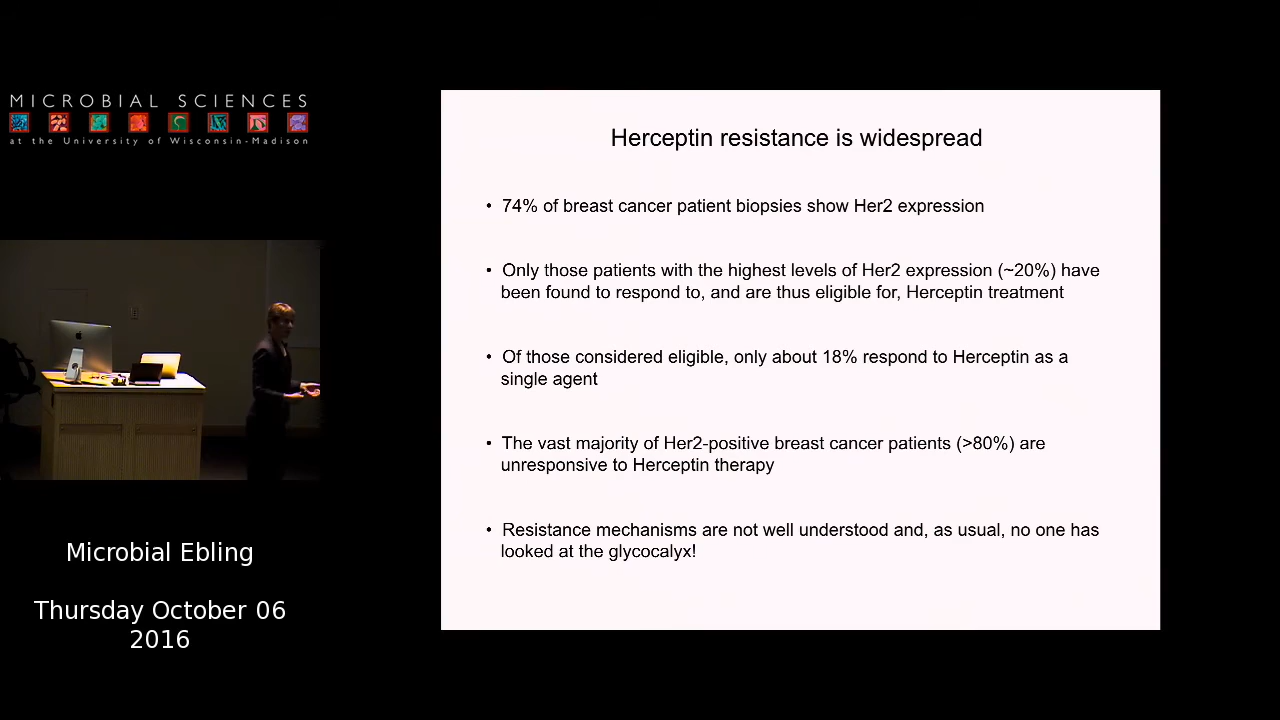 MICROBIAL SCIENCES
at the University of Wisconsin-Madison
Herceptin resistance is widespread
• 74% of breast cancer patient biopsies show Her2 expression
• Only those patients with the highest levels of Her2 expression (~20%) have
been found to respond to, and are thus eligible for, Herceptin treatment
• Of those considered eligible, only about 18% respond to Herceptin as a
single agent
• The vast majority of Her2-positive breast cancer patients (>80%) are
unresponsive to Herceptin therapy
• Resistance mechanisms are not well understood and, as usual, no one has
looked at the glycocalyx!
Microbial Ebling
Thursday October 06
2016